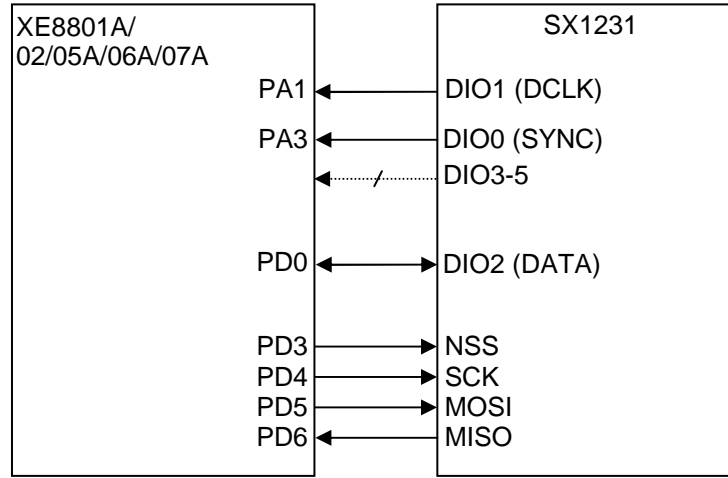 XE8801A/
02/05A/06A/07A
SX1231
PA1 DIO1 (DCLK)
PA3 DIO0 (SYNC)
DIO3-5
PD0 DIO2 (DATA)
PD3 NSS
PD4 SCK
PD5 MOSI
PD6 MISO